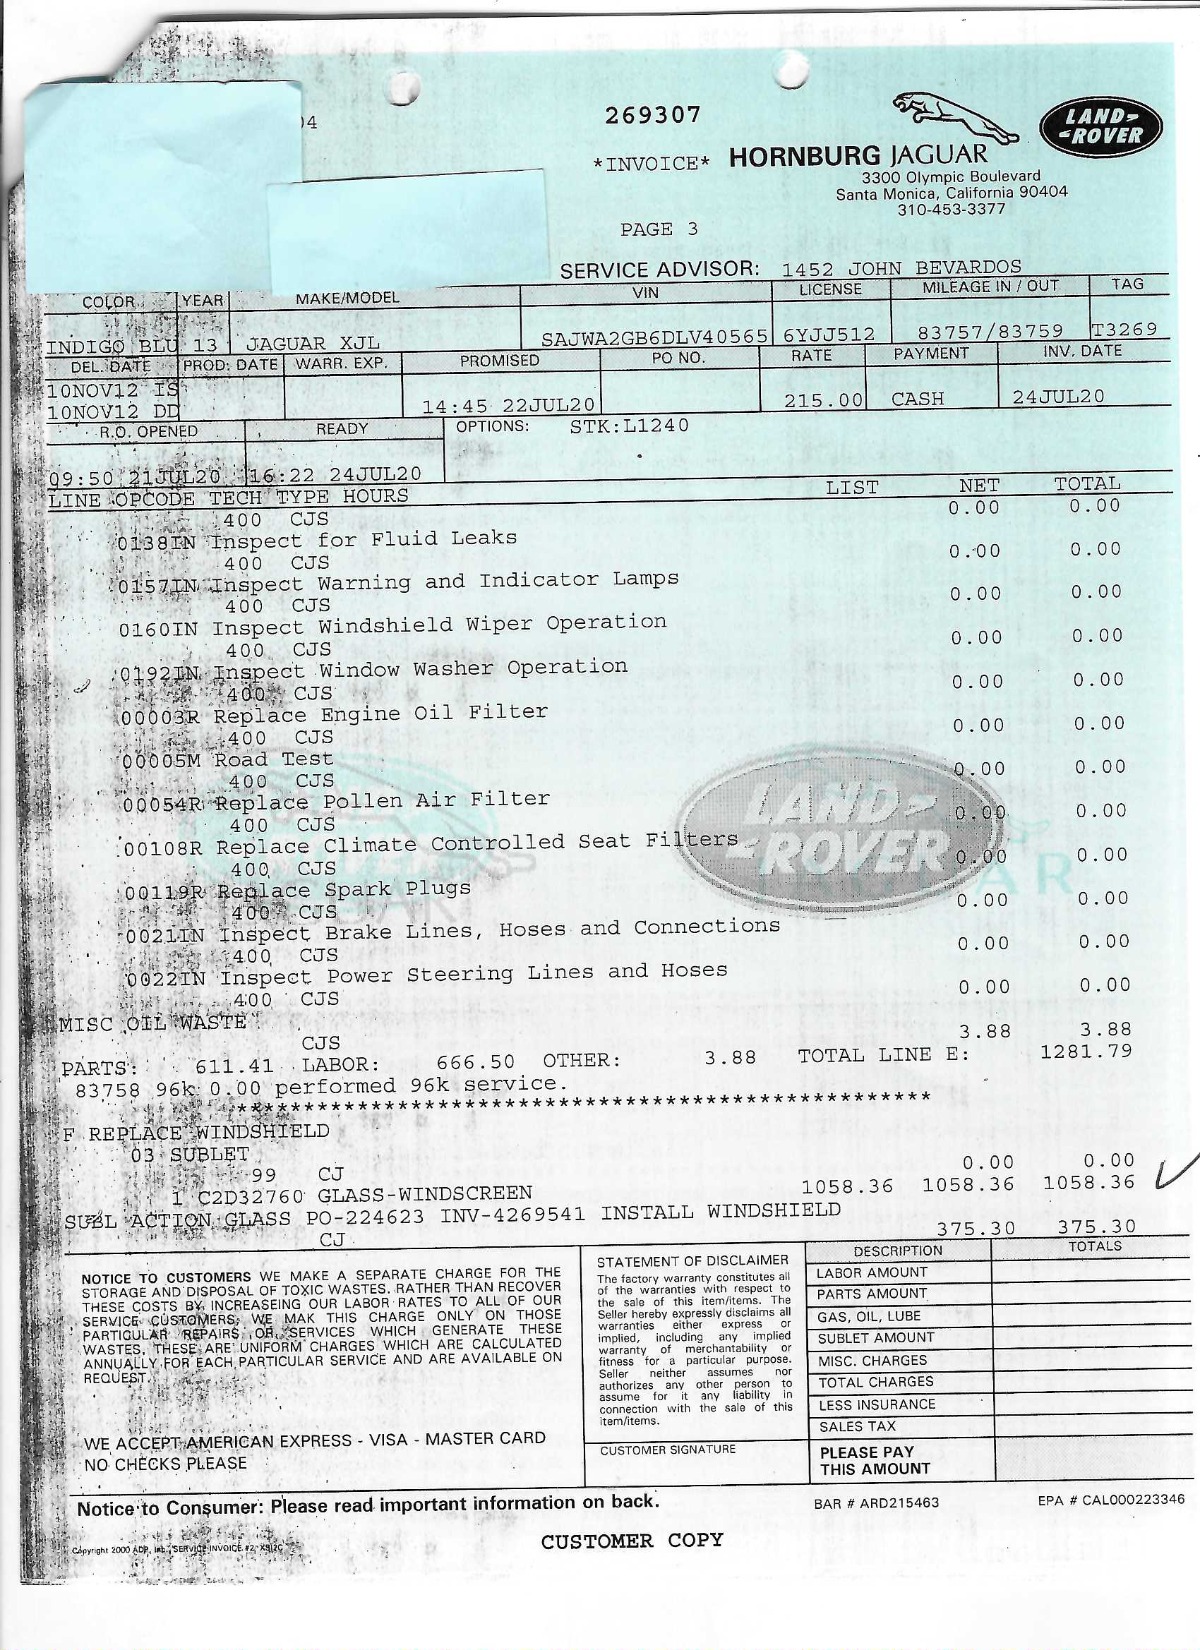 )4
269307
LAND-
-ROVER
*INVOICE* HORNBURG JAGUAR
3300 Olympic Boulevard
Santa Monica, California 90404
310-453-3377
PAGE 3
SERVICE ADVISOR: 1452 JOHN BEVARDOS
COLOR YEAR MAKE/MODEL VIN LICENSE MILEAGE IN / OUT TAG
INDIGO BLU 13 JAGUAR XJL SAJWA2GB6DLV40565 6YJJ512 83757/83759 T3269
DEL. DATE PROD. DATE WARR. EXP. PROMISED PO NO. RATE PAYMENT INV. DATE
10NOV12 IS
10NOV12 DD 14:45 22JUL20 215.00 CASH 24JUL20
R.O. OPENED READY OPTIONS: STK:L1240
09:50 21JUL20 16:22 24JUL20
LINE OPCODE TECH TYPE HOURS LIST NET TOTAL
400 CJS 0.00 0.00
0138IN Inspect for Fluid Leaks
400 CJS 0.00 0.00
0157IN Inspect Warning and Indicator Lamps
400 CJS 0.00 0.00
0160IN Inspect Windshield Wiper Operation
400 CJS 0.00 0.00
0192IN Inspect Window Washer Operation
400 CJS 0.00 0.00
00003R Replace Engine Oil Filter
400 CJS 0.00 0.00
00005M Road Test
400 CJS 0.00 0.00
00054R Replace Pollen Air Filter
400 CJS 0.00 0.00
00108R Replace Climate Controlled Seat Filters
400 CJS 0.00 0.00
00119R Replace Spark Plugs
400 CJS 0.00 0.00
0021IN Inspect Brake Lines, Hoses and Connections
400 CJS 0.00 0.00
0022IN Inspect Power Steering Lines and Hoses
400 CJS 0.00 0.00
LAND-
-ROVER
MISC OIL WASTE
CJS 3.88 3.88
PARTS: 611.41 LABOR: 666.50 OTHER: 3.88 TOTAL LINE E: 1281.79
83758 96k 0.00 performed 96k service.
****************************************************
F REPLACE WINDSHIELD
03 SUBLET
99 CJ 0.00 0.00
1 C2D32760 GLASS-WINDSCREEN 1058.36 1058.36 1058.36
SUBL ACTION GLASS PO-224623 INV-4269541 INSTALL WINDSHIELD
CJ 375.30 375.30
NOTICE TO CUSTOMERS WE MAKE A SEPARATE CHARGE FOR THE
STORAGE AND DISPOSAL OF TOXIC WASTES. RATHER THAN RECOVER
THESE COSTS BY INCREASEING OUR LABOR RATES TO ALL OF OUR
SERVICE CUSTOMERS, WE MAK THIS CHARGE ONLY ON THOSE
PARTICULAR REPAIRS OR SERVICES WHICH GENERATE THESE
WASTES. THESE ARE UNIFORM CHARGES WHICH ARE CALCULATED
ANNUALLY FOR EACH PARTICULAR SERVICE AND ARE AVAILABLE ON
REQUEST.
WE ACCEPT AMERICAN EXPRESS - VISA - MASTER CARD
NO CHECKS PLEASE
STATEMENT OF DISCLAIMER
The factory warranty constitutes all
of the warranties with respect to
the sale of this item/items. The
Seller hereby expressly disclaims all
warranties either express or
implied, including any implied
warranty of merchantability or
fitness for a particular purpose.
Seller neither assumes nor
authorizes any other person to
assume for it any liability in
connection with the sale of this
item/items.
CUSTOMER SIGNATURE
DESCRIPTION TOTALS
LABOR AMOUNT
PARTS AMOUNT
GAS, OIL, LUBE
SUBLET AMOUNT
MISC. CHARGES
TOTAL CHARGES
LESS INSURANCE
SALES TAX
PLEASE PAY
THIS AMOUNT
Notice to Consumer: Please read important information on back.
BAR # ARD215463 EPA # CAL000223346
Copyright 2000 ADP, Inc. SERVICE INVOICE
CUSTOMER COPY